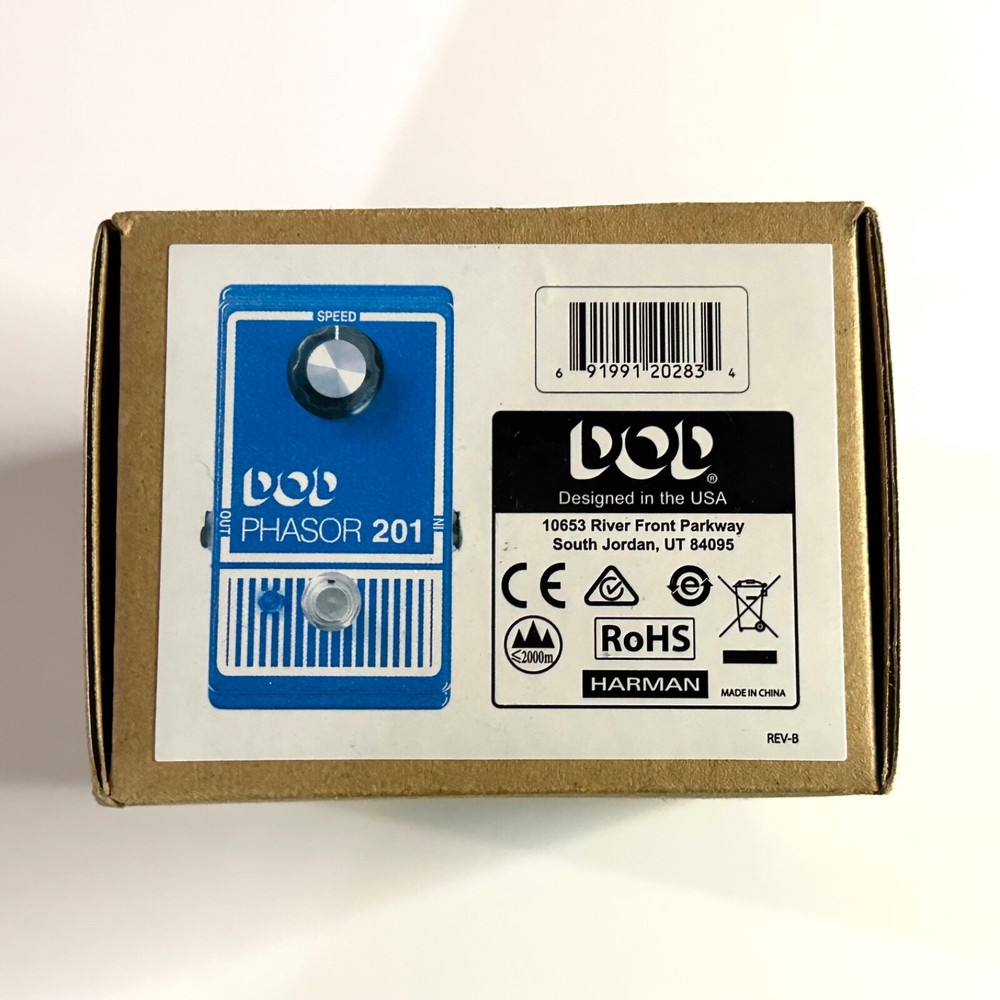 SPEED
DOD
OUT
PHASOR 201
IN
6 91991 20283 4
DOD®
Designed in the USA
10653 River Front Parkway
South Jordan, UT 84095
CE
e
≤2000m
RoHS
HARMAN
MADE IN CHINA
REV-B